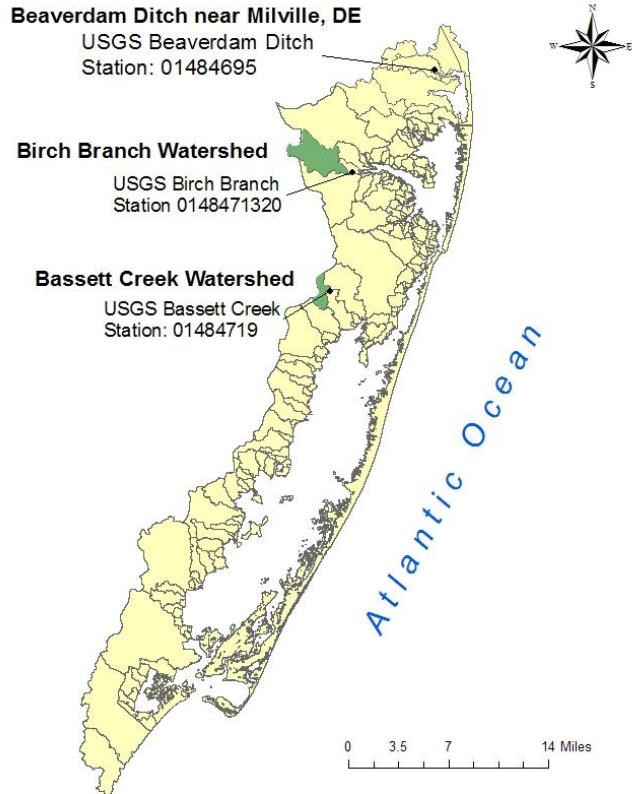 Beaverdam Ditch near Milville, DE
USGS Beaverdam Ditch
Station: 01484695
N
W
E
S
Birch Branch Watershed
USGS Birch Branch
Station 0148471320
Bassett Creek Watershed
USGS Bassett Creek
Station: 01484719
Atlantic Ocean
0 3.5 7 14 Miles